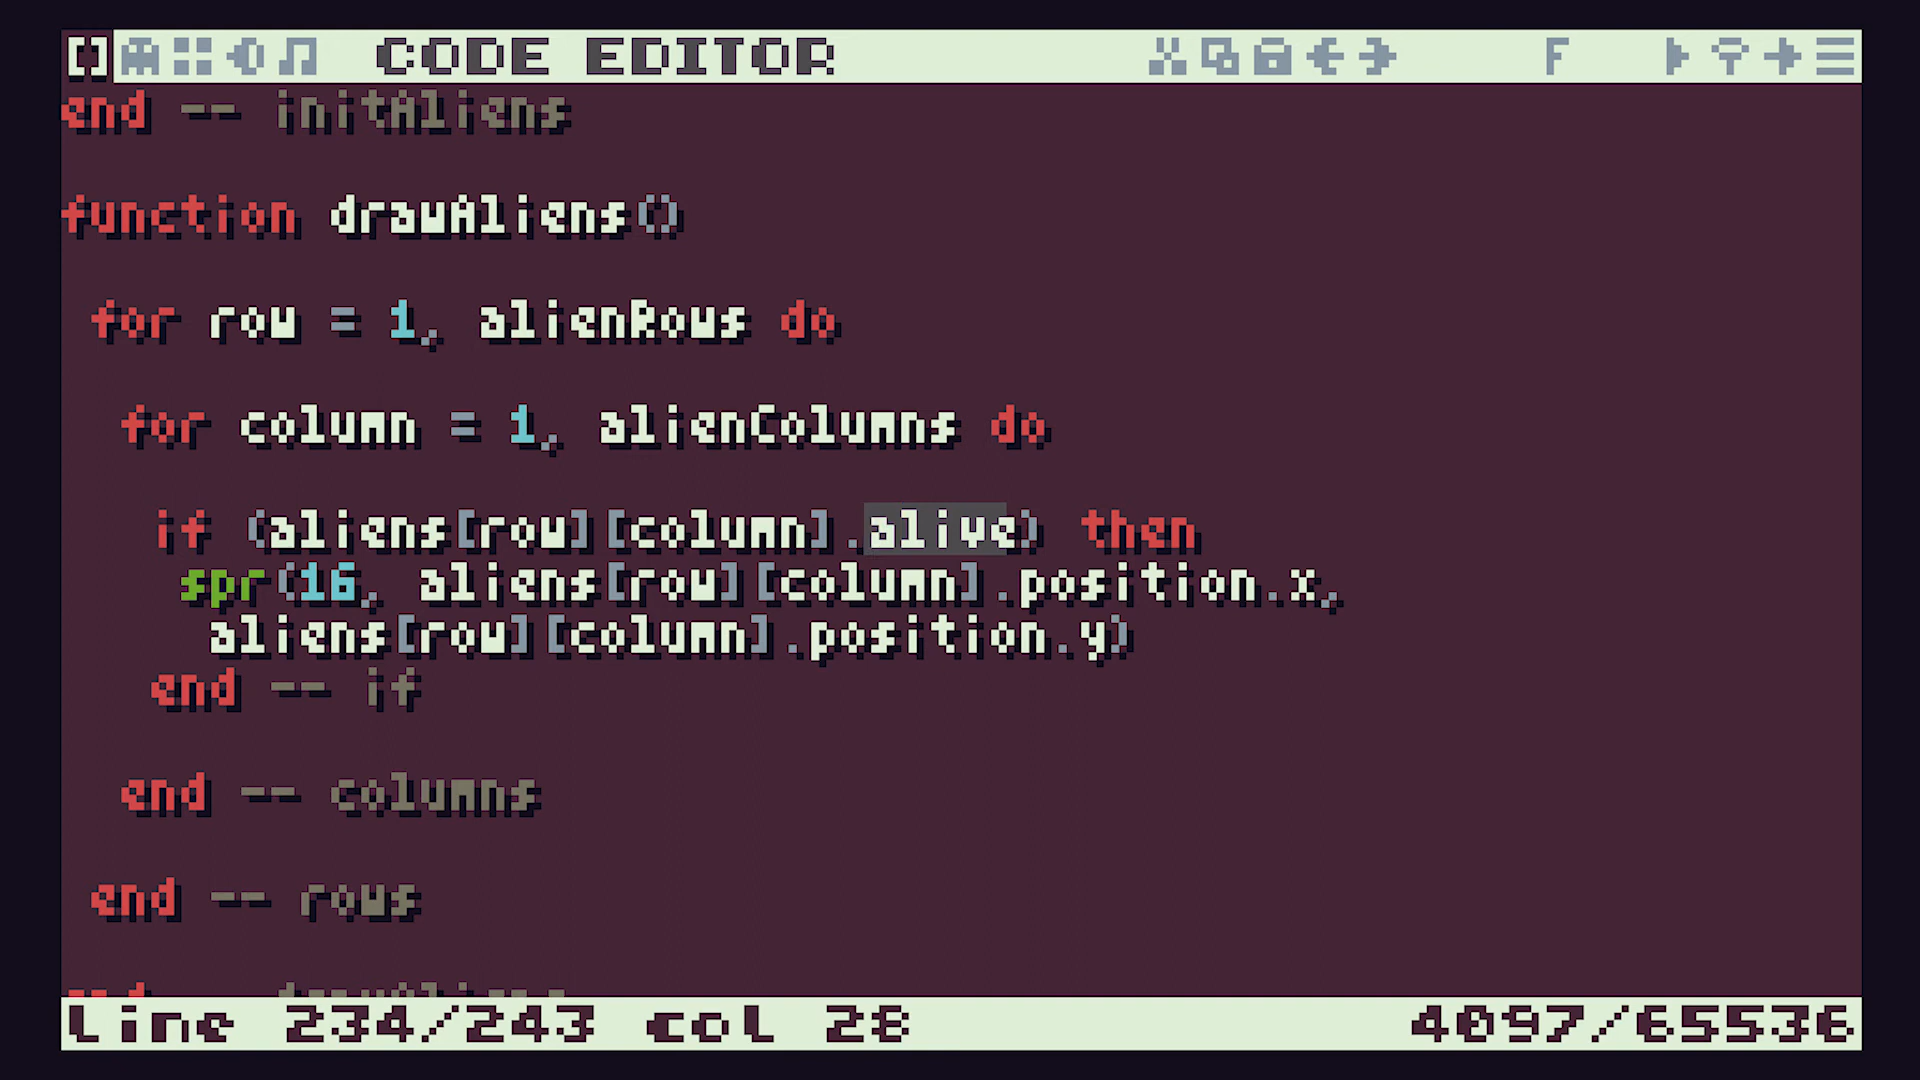 CODE EDITOR F
end -- initAliens
function drawAliens()
for row = 1, alienRows do
for column = 1, alienColumns do
if (aliens[row][column].alive) then
spr(16, aliens[row][column].position.x,
aliens[row][column].position.y)
end -- if
end -- columns
end -- rows
end -- drawAliens
line 234/243 col 28 4097/65536